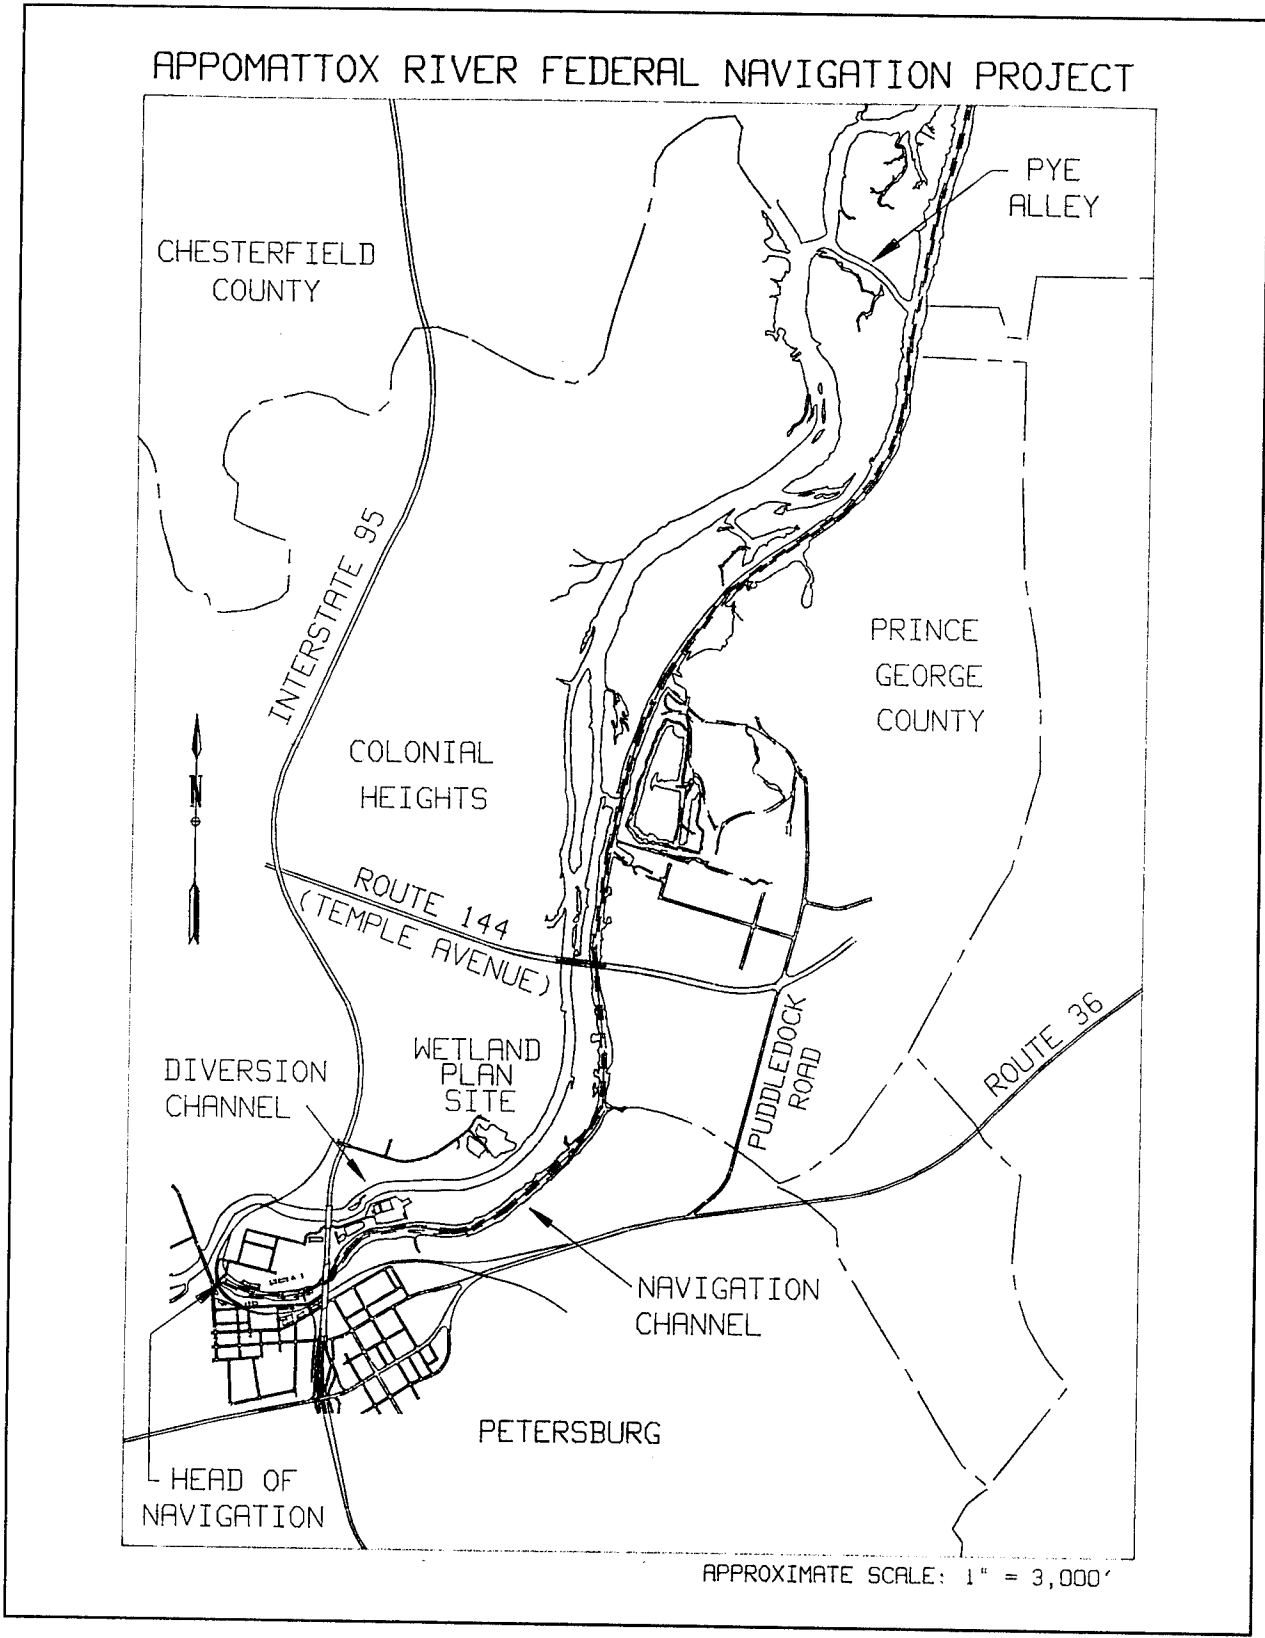 APPOMATTOX RIVER FEDERAL NAVIGATION PROJECT
PYE
ALLEY
CHESTERFIELD
COUNTY
INTERSTATE 95
PRINCE
GEORGE
COUNTY
COLONIAL
HEIGHTS
N
ROUTE 144
(TEMPLE AVENUE)
ROUTE 36
PUDDLEDOCK
ROAD
WETLAND
PLAN
SITE
DIVERSION
CHANNEL
NAVIGATION
CHANNEL
PETERSBURG
HEAD OF
NAVIGATION
APPROXIMATE SCALE: 1" = 3,000'